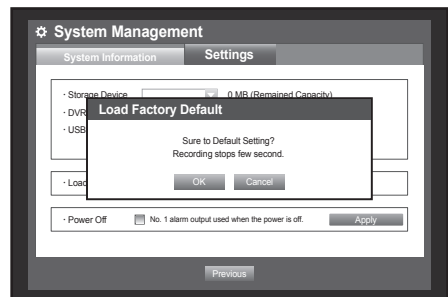 System Management
System Information Settings
· Storage Device 0 MB (Remained Capacity)
· DVR
· USB
Load Factory Default
Sure to Default Setting?
Recording stops few second.
OK Cancel
· Load
· Power Off No. 1 alarm output used when the power is off. Apply
Previous